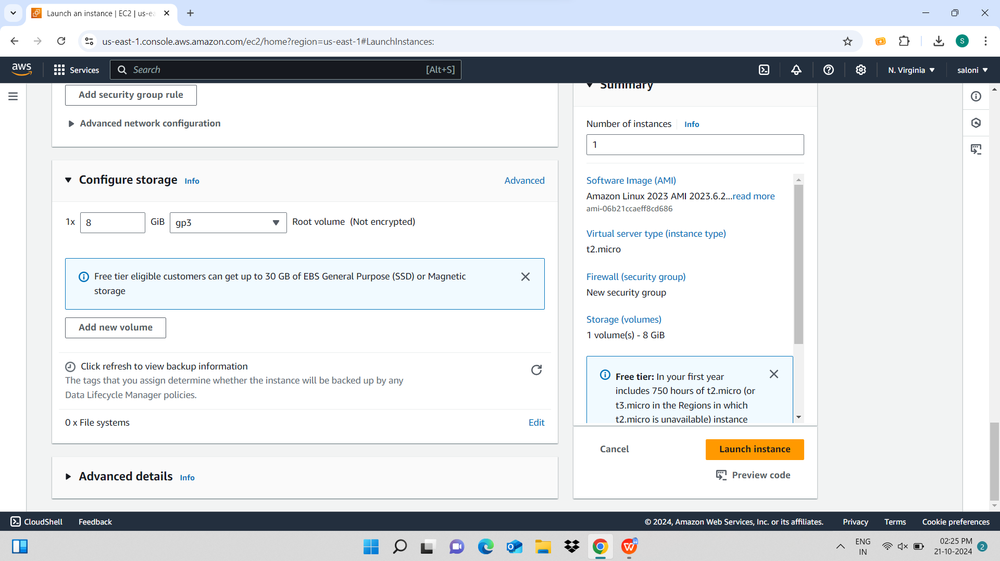 Launch an instance | EC2 | us-ea
us-east-1.console.aws.amazon.com/ec2/home?region=us-east-1#LaunchInstances:
S
aws
Services
Search
[Alt+S]
N. Virginia
saloni
Add security group rule
Advanced network configuration
Configure storage Info
Advanced
1x
8
GiB
gp3
Root volume (Not encrypted)
Free tier eligible customers can get up to 30 GB of EBS General Purpose (SSD) or Magnetic
storage
Add new volume
Click refresh to view backup information
The tags that you assign determine whether the instance will be backed up by any
Data Lifecycle Manager policies.
0 x File systems
Edit
Advanced details Info
Summary
Number of instances Info
1
Software Image (AMI)
Amazon Linux 2023 AMI 2023.6.2...read more
ami-06b21ccaeff8cd686
Virtual server type (instance type)
t2.micro
Firewall (security group)
New security group
Storage (volumes)
1 volume(s) - 8 GiB
Free tier: In your first year
includes 750 hours of t2.micro (or
t3.micro in the Regions in which
t2.micro is unavailable) instance
Cancel
Launch instance
Preview code
CloudShell
Feedback
© 2024, Amazon Web Services, Inc. or its affiliates.
Privacy
Terms
Cookie preferences
ENG
IN
02:25 PM
21-10-2024
2